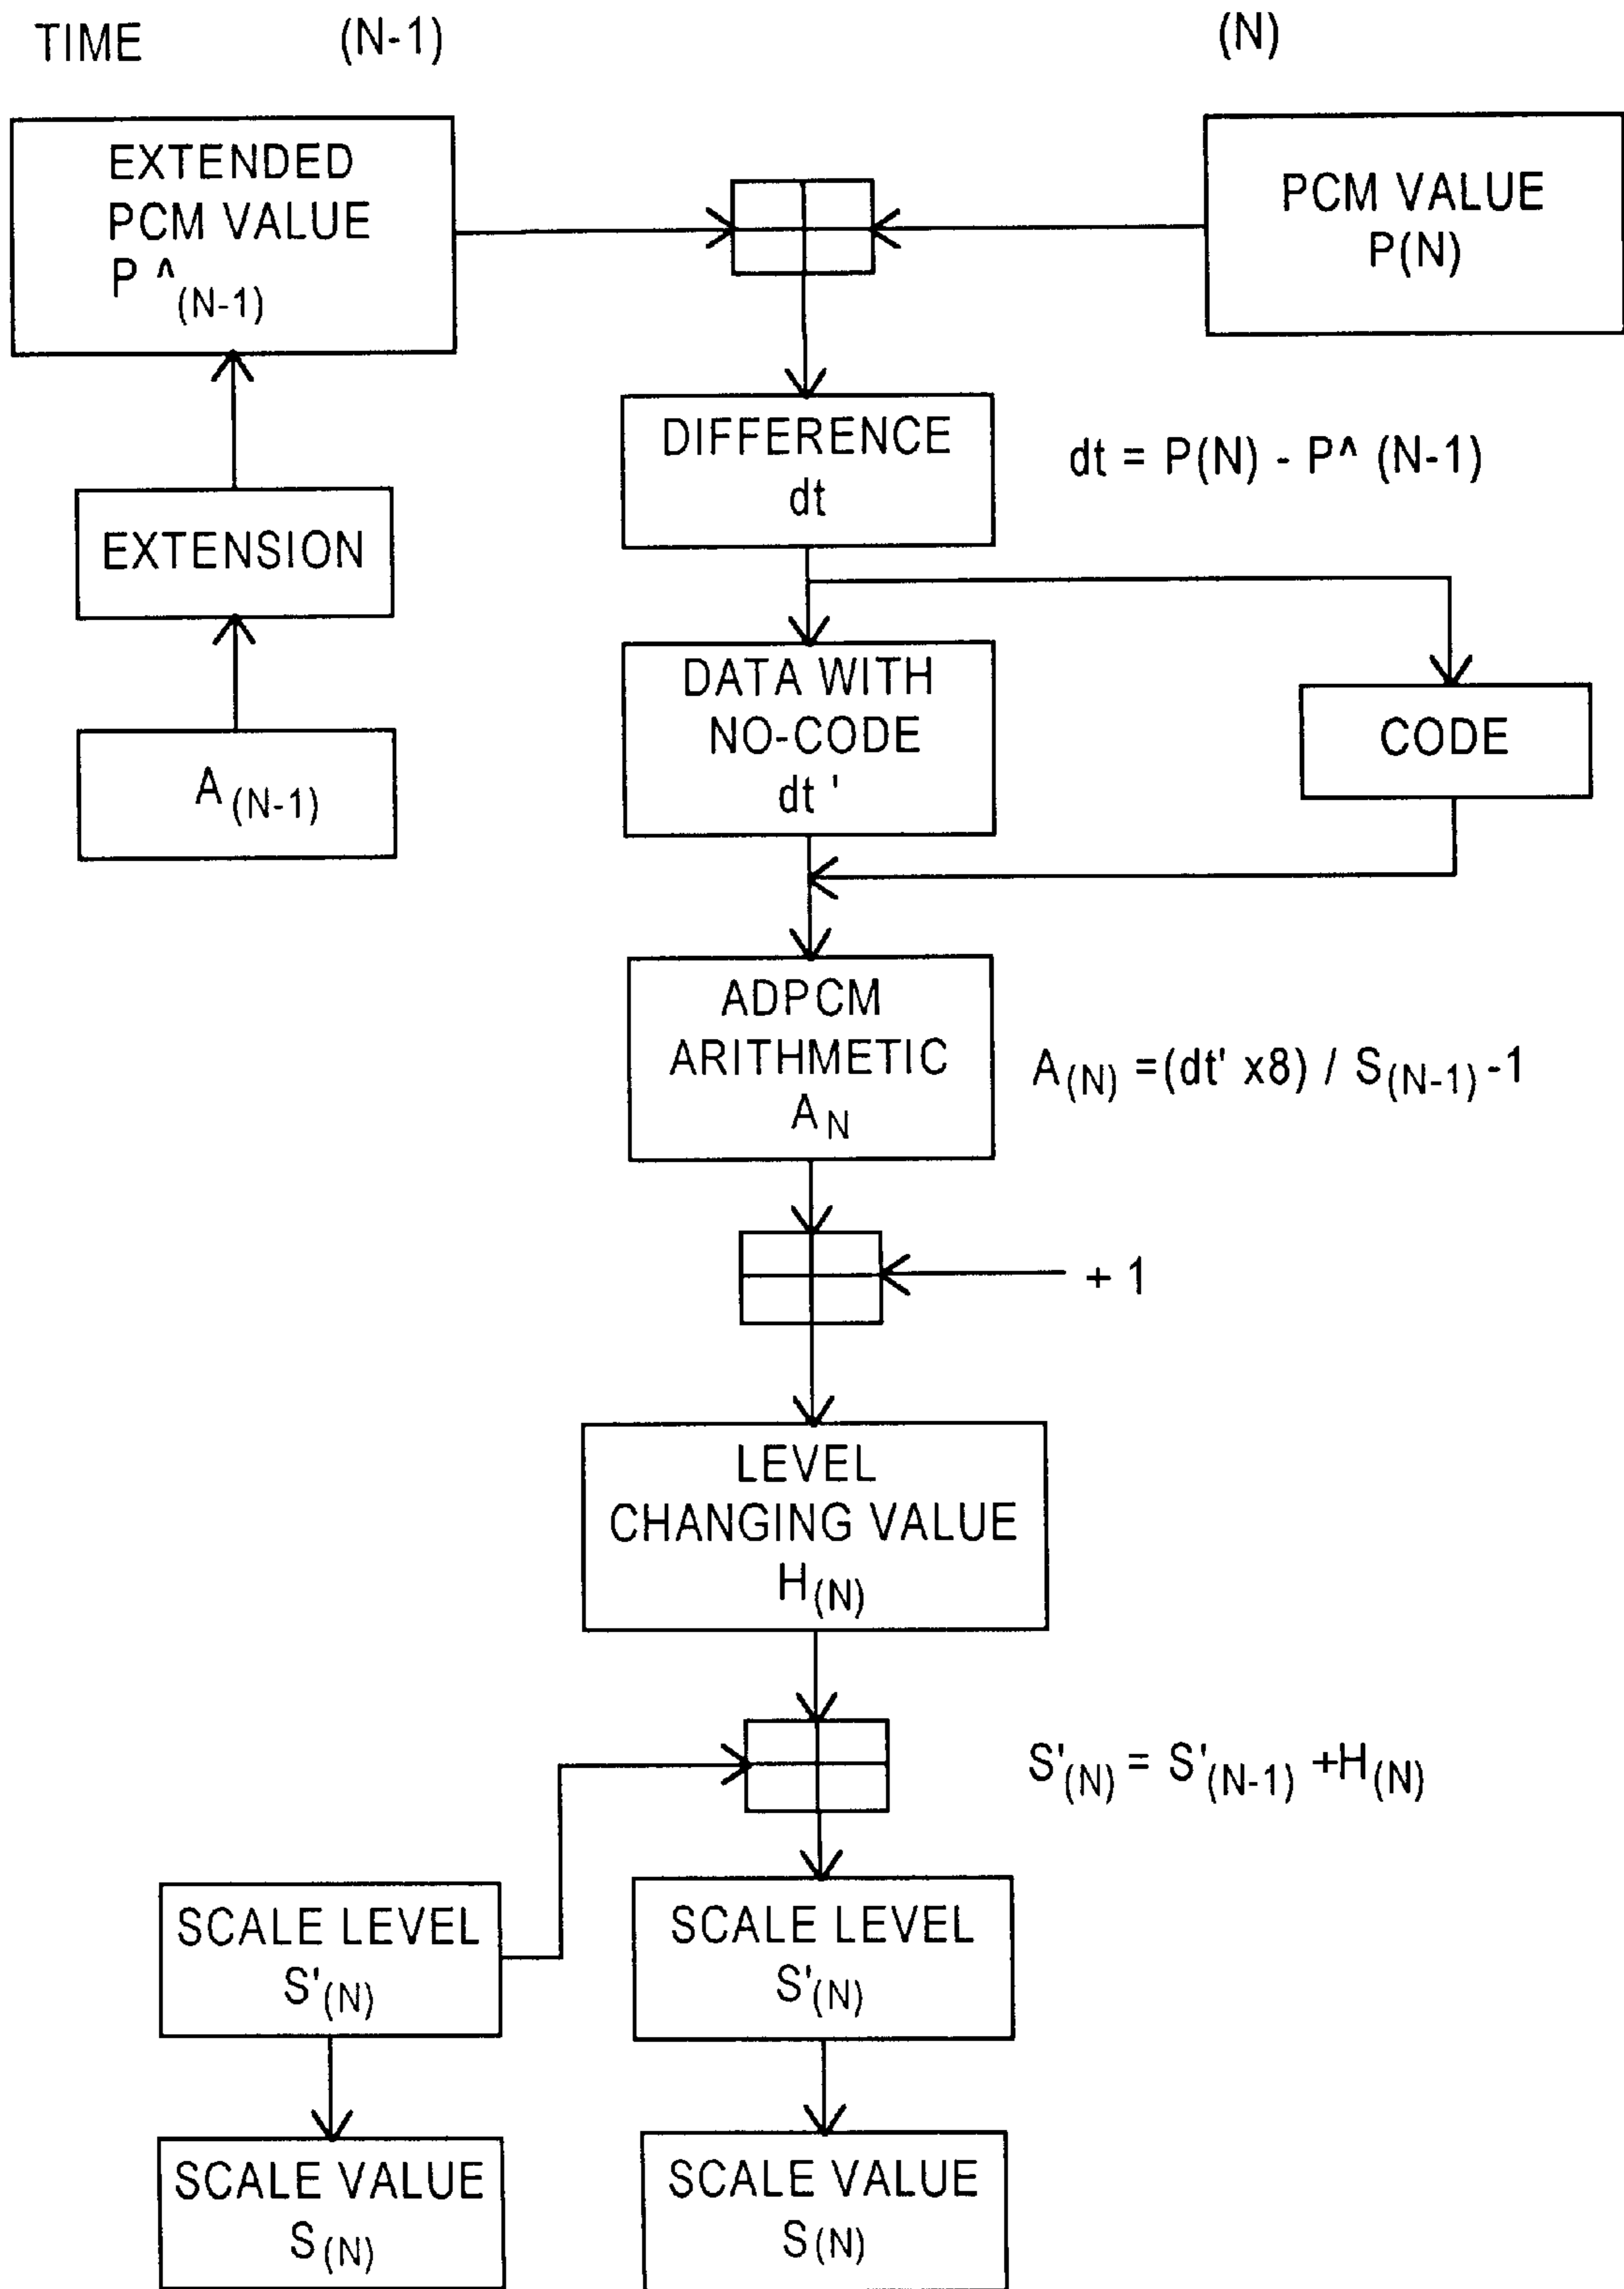 TIME (N-1) (N)
EXTENDED
PCM VALUE
P ^(N-1)
PCM VALUE
P(N)
DIFFERENCE
dt
dt = P(N) - P^ (N-1)
EXTENSION
A(N-1)
DATA WITH
NO-CODE
dt '
CODE
ADPCM
ARITHMETIC
AN
A(N) =(dt' x8) / S(N-1) -1
+ 1
LEVEL
CHANGING VALUE
H(N)
S'(N) = S'(N-1) +H(N)
SCALE LEVEL
S'(N)
SCALE LEVEL
S'(N)
SCALE VALUE
S(N)
SCALE VALUE
S(N)